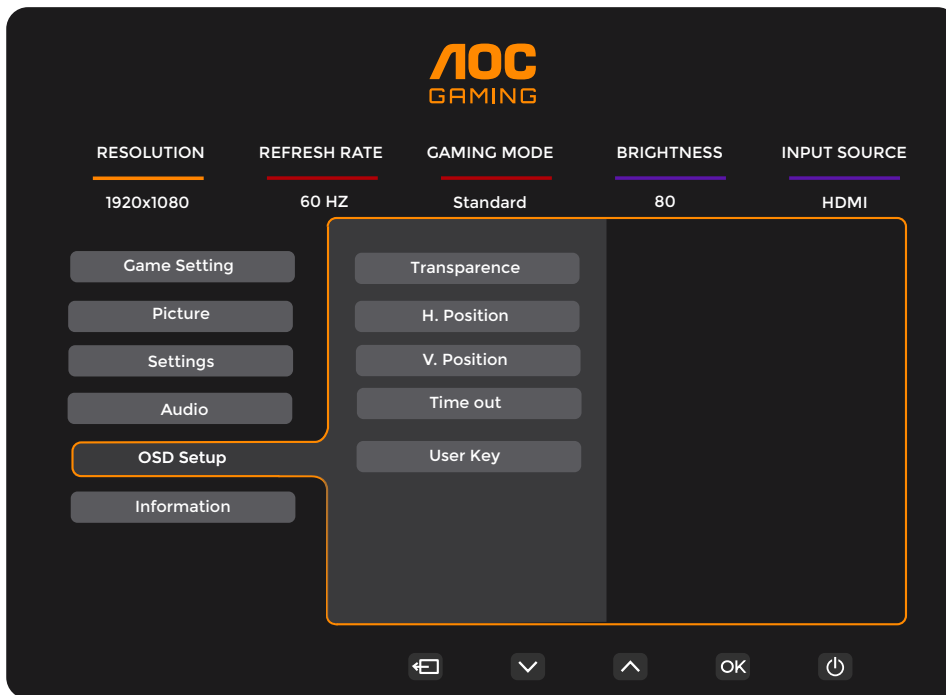 AOC
GAMING
RESOLUTION REFRESH RATE GAMING MODE BRIGHTNESS INPUT SOURCE
1920x1080 60 HZ Standard 80 HDMI
Game Setting
Picture
Settings
Audio
OSD Setup
Information
Transparence
H. Position
V. Position
Time out
User Key
OK